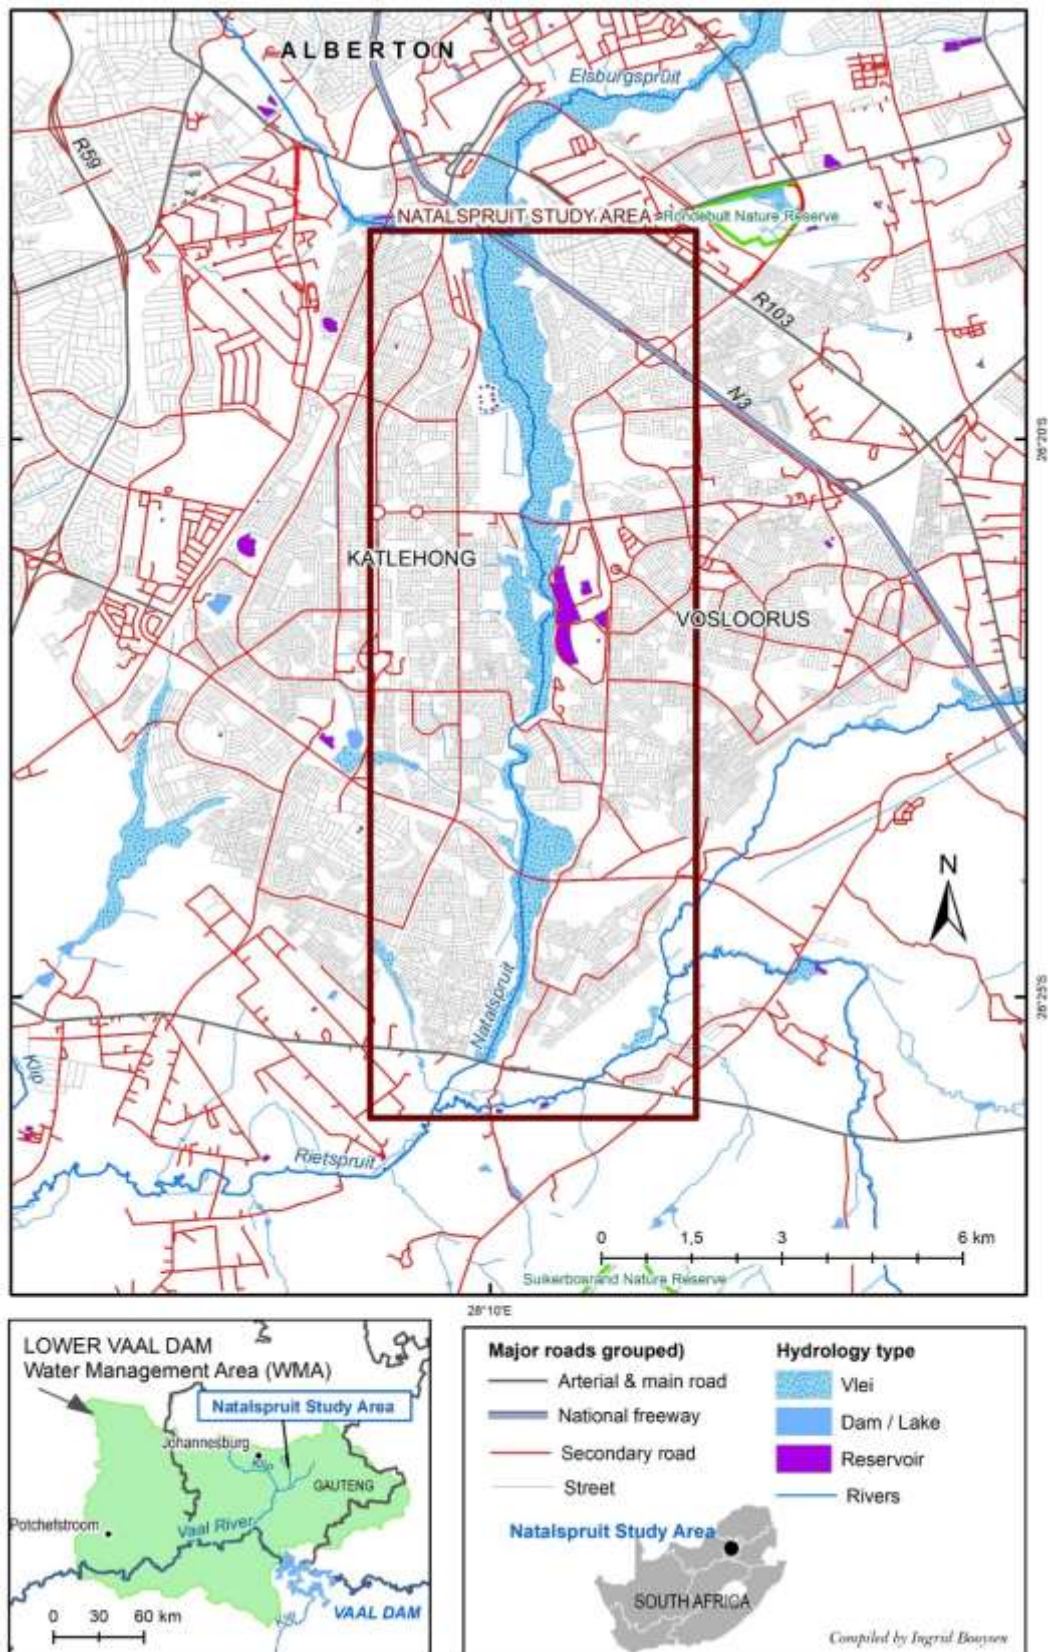 ALBERTON
Elsburgspruit
R59
NATALSPRUIT STUDY AREA
Rondebult Nature Reserve
R103
N3
26°20'S
KATLEHONG
VOSLOORUS
N
26°25'S
Natalspruit
Klip
Rietspruit
0 1,5 3 6 km
Suikerbosrand Nature Reserve
28°10'E
LOWER VAAL DAM
Water Management Area (WMA)
Natalspruit Study Area
Johannesburg
Klip
GAUTENG
Potchefstroom
Vaal River
VAAL DAM
0 30 60 km
Major roads grouped)
Arterial & main road
National freeway
Secondary road
Street
Hydrology type
Vlei
Dam / Lake
Reservoir
Rivers
Natalspruit Study Area
SOUTH AFRICA
Compiled by Ingrid Booysen